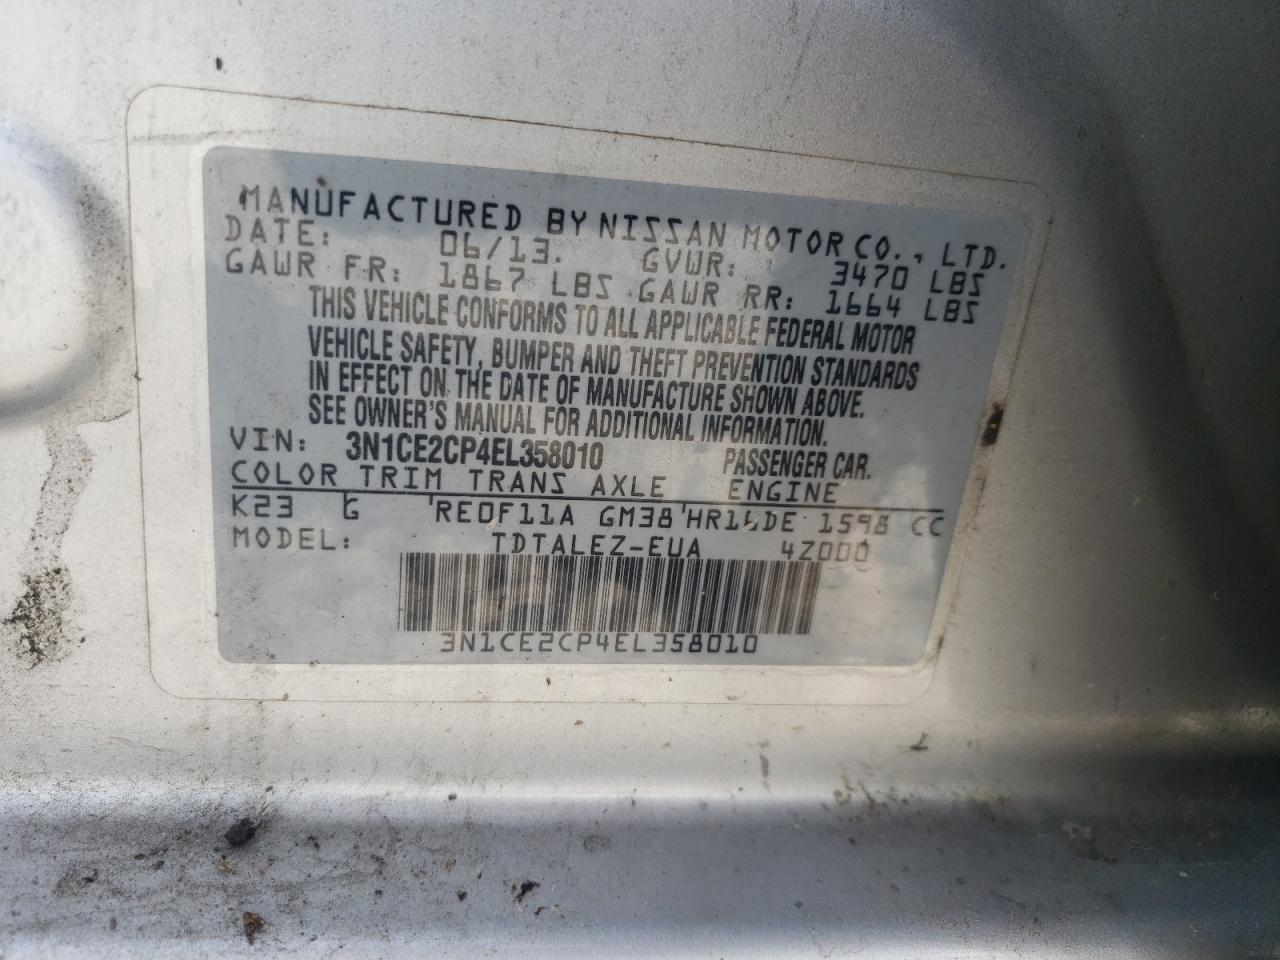 MANUFACTURED BY NISSAN MOTOR CO., LTD.
DATE: 06/13. GVWR: 3470 LBS
GAWR FR: 1867 LBS GAWR RR: 1664 LBS
THIS VEHICLE CONFORMS TO ALL APPLICABLE FEDERAL MOTOR
VEHICLE SAFETY, BUMPER AND THEFT PREVENTION STANDARDS
IN EFFECT ON THE DATE OF MANUFACTURE SHOWN ABOVE.
SEE OWNER'S MANUAL FOR ADDITIONAL INFORMATION.
VIN: 3N1CE2CP4EL358010 PASSENGER CAR.
COLOR TRIM TRANS AXLE ENGINE
K23 G RE0F11A GM38 HR16DE 1598 CC
MODEL: TDTALEZ-EUA 4Z000
3N1CE2CP4EL358010